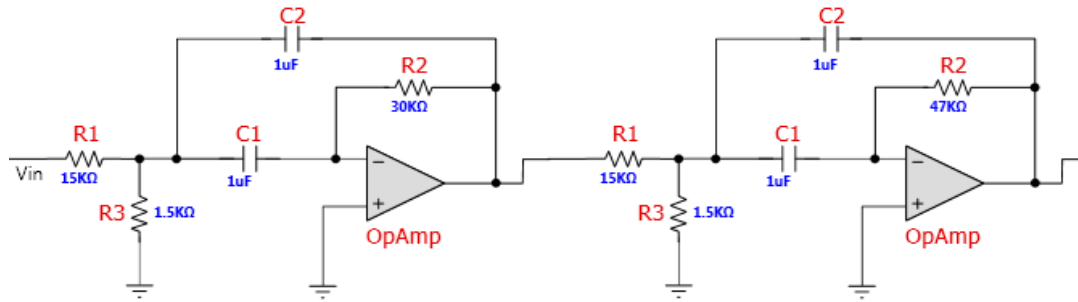 C2
1uF
R2
30KΩ
R1
15KΩ
C1
1uF
Vin
R3
1.5KΩ
−
+
OpAmp
C2
1uF
R2
47KΩ
R1
15KΩ
C1
1uF
R3
1.5KΩ
−
+
OpAmp